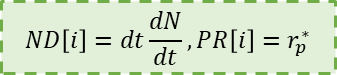 ND[i] = dt dN/dt, PR[i] = r_p^*